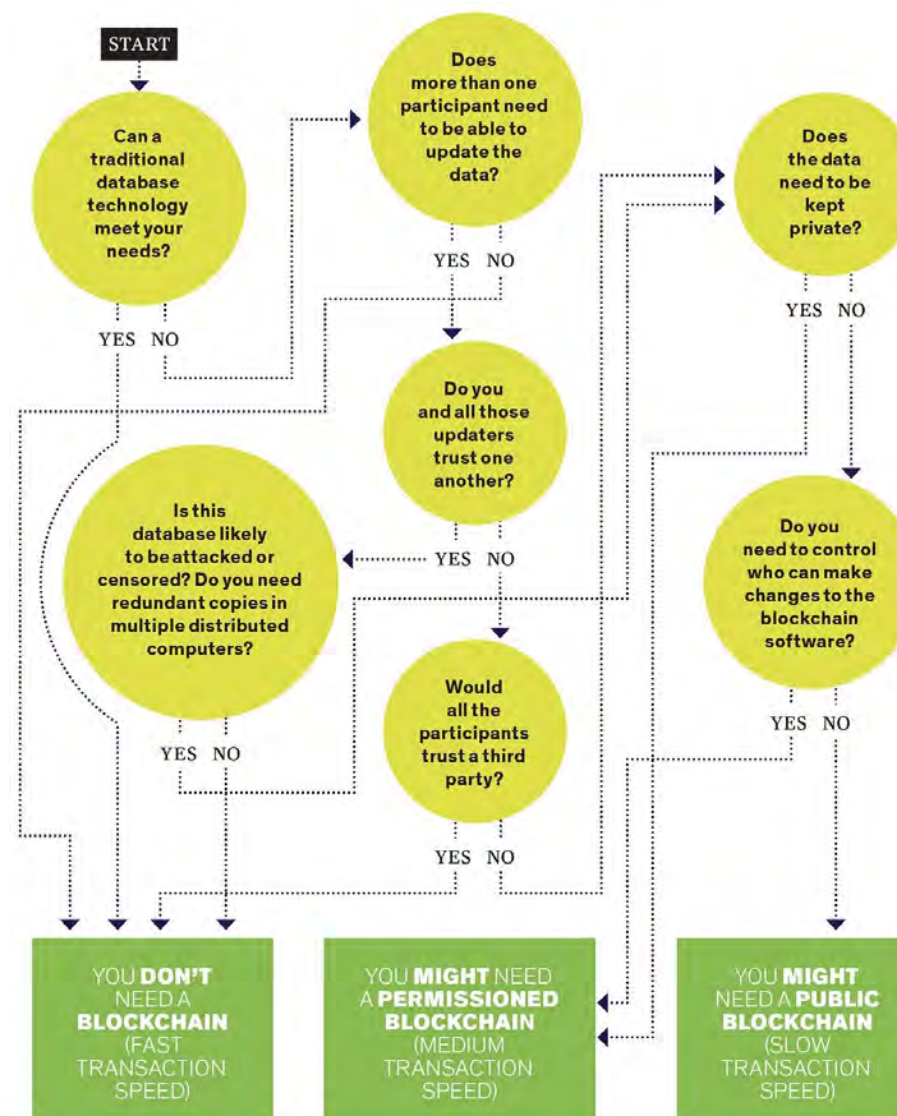 START
Can a
traditional
database
technology
meet your
needs?
YES NO
Does
more than one
participant need
to be able to
update the
data?
YES NO
Do you
and all those
updaters
trust one
another?
YES NO
Is this
database likely
to be attacked or
censored? Do you need
redundant copies in
multiple distributed
computers?
YES NO
Would
all the
participants
trust a third
party?
YES NO
Does
the data
need to be
kept
private?
YES NO
Do you
need to control
who can make
changes to the
blockchain
software?
YES NO
YOU DON'T
NEED A
BLOCKCHAIN
(FAST
TRANSACTION
SPEED)
YOU MIGHT NEED
A PERMISSIONED
BLOCKCHAIN
(MEDIUM
TRANSACTION
SPEED)
YOU MIGHT
NEED A PUBLIC
BLOCKCHAIN
(SLOW
TRANSACTION
SPEED)